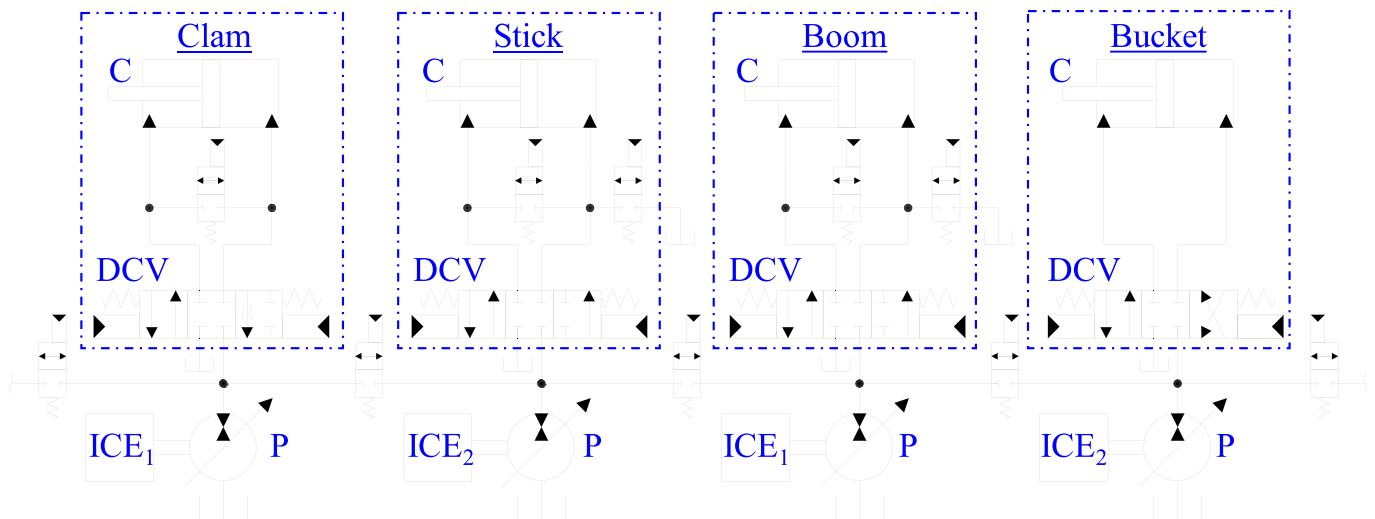 Clam Stick Boom Bucket
C C C C
DCV DCV DCV DCV
ICE₁ P ICE₂ P ICE₁ P ICE₂ P